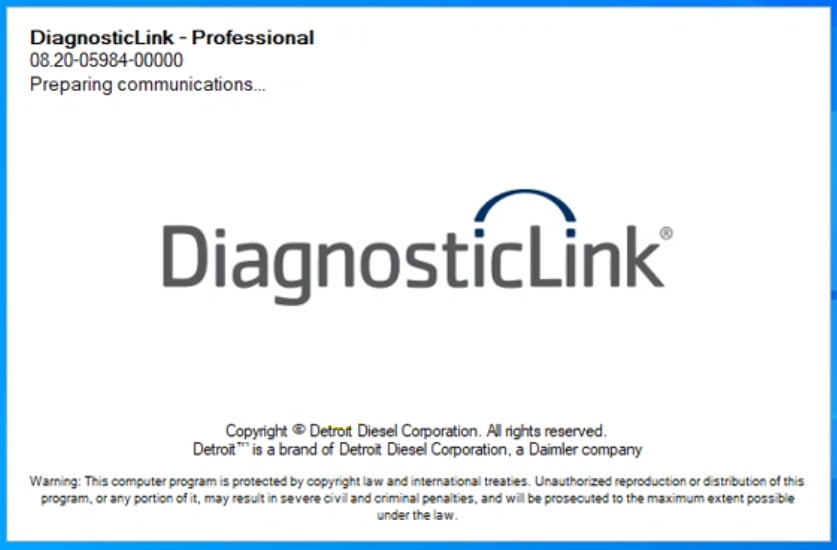 DiagnosticLink - Professional
08.20-05984-00000
Preparing communications...
DiagnosticLink®
Copyright © Detroit Diesel Corporation. All rights reserved.
Detroit™ is a brand of Detroit Diesel Corporation, a Daimler company
Warning: This computer program is protected by copyright law and international treaties. Unauthorized reproduction or distribution of this
program, or any portion of it, may result in severe civil and criminal penalties, and will be prosecuted to the maximum extent possible
under the law.